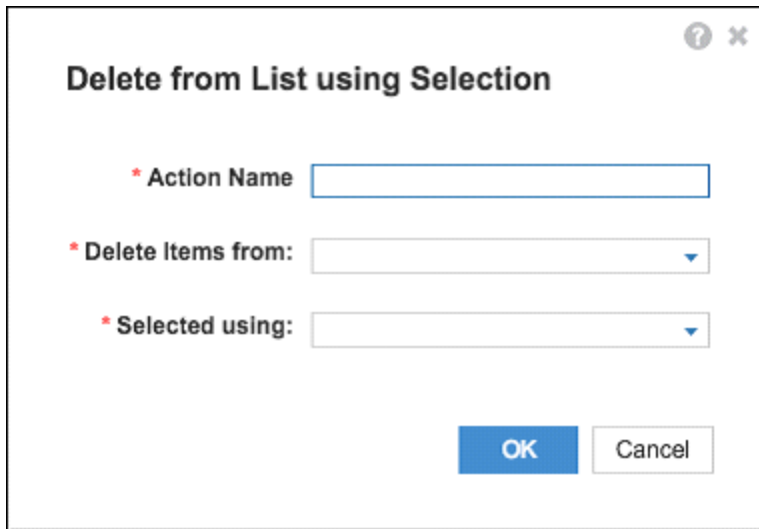 Delete from List using Selection
* Action Name
* Delete Items from:
* Selected using:
OK Cancel